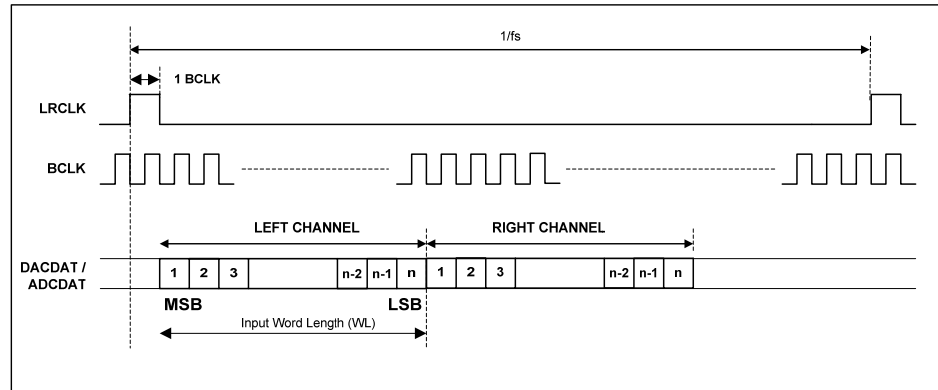 1/fs
1 BCLK
LRCLK
BCLK
LEFT CHANNEL RIGHT CHANNEL
DACDAT /
ADCDAT
1 2 3 n-2 n-1 n 1 2 3 n-2 n-1 n
MSB LSB
Input Word Length (WL)